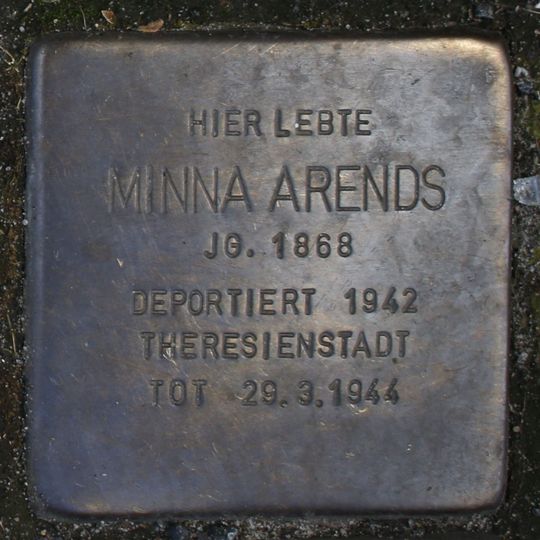 HIER LEBTE
MINNA ARENDS
JG. 1868
DEPORTIERT 1942
THERESIENSTADT
TOT 29.3.1944